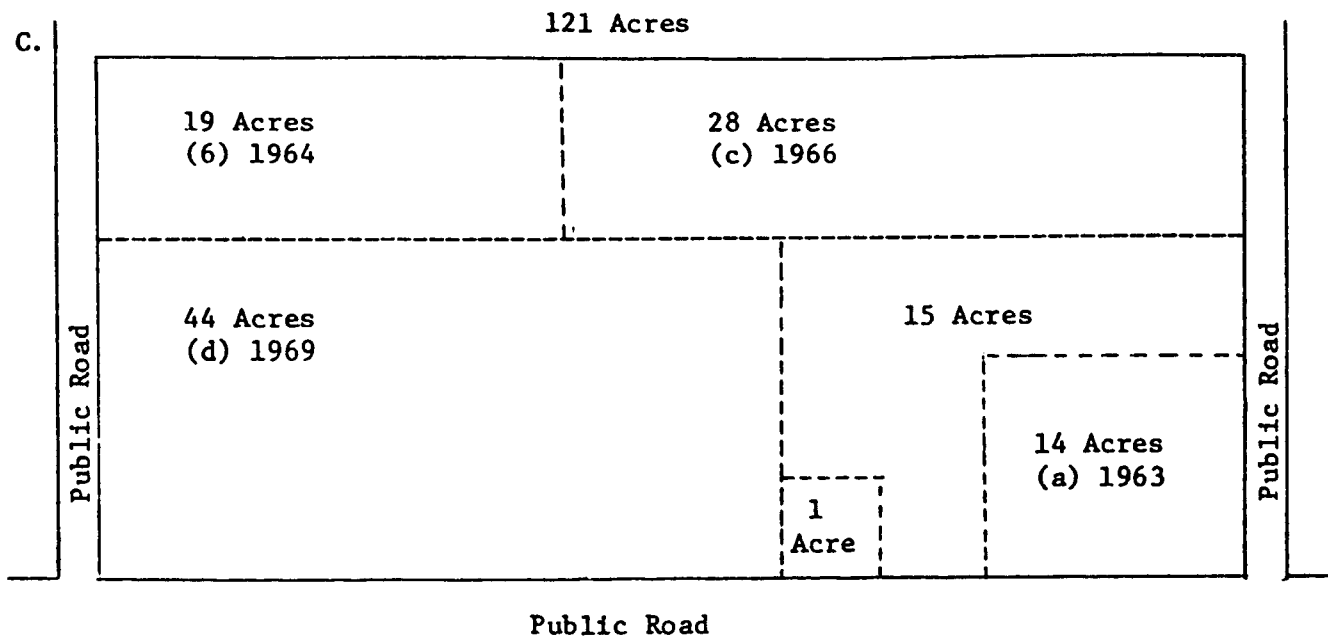 121 Acres
C.
19 Acres
(6) 1964
28 Acres
(c) 1966
44 Acres
(d) 1969
15 Acres
14 Acres
(a) 1963
1
Acre
Public Road
Public Road
Public Road